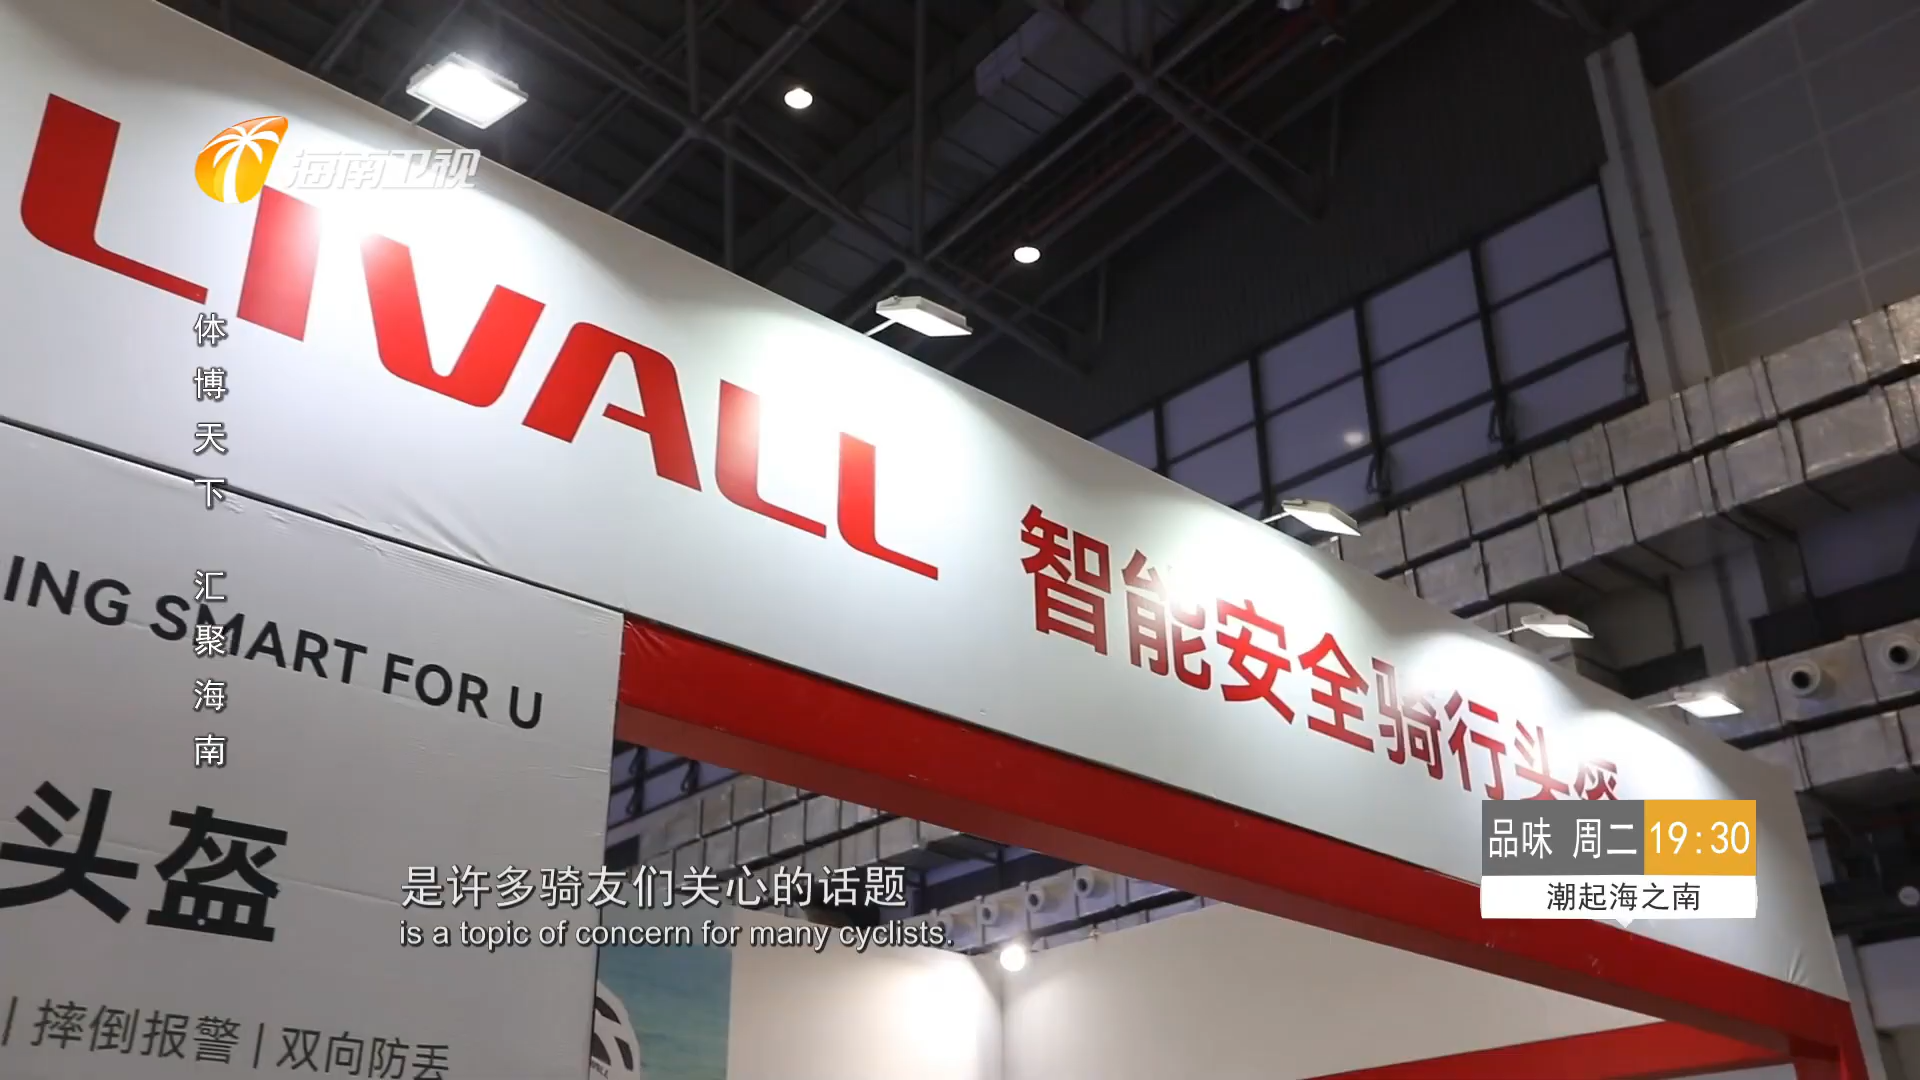 海南卫视
LIVALL
智能安全骑行头盔
体博天下 汇聚海南
ING SMART FOR U
头盔
| 摔倒报警 | 双向防丢
品味 周二 19:30
潮起海之南
是许多骑友们关心的话题
is a topic of concern for many cyclists.